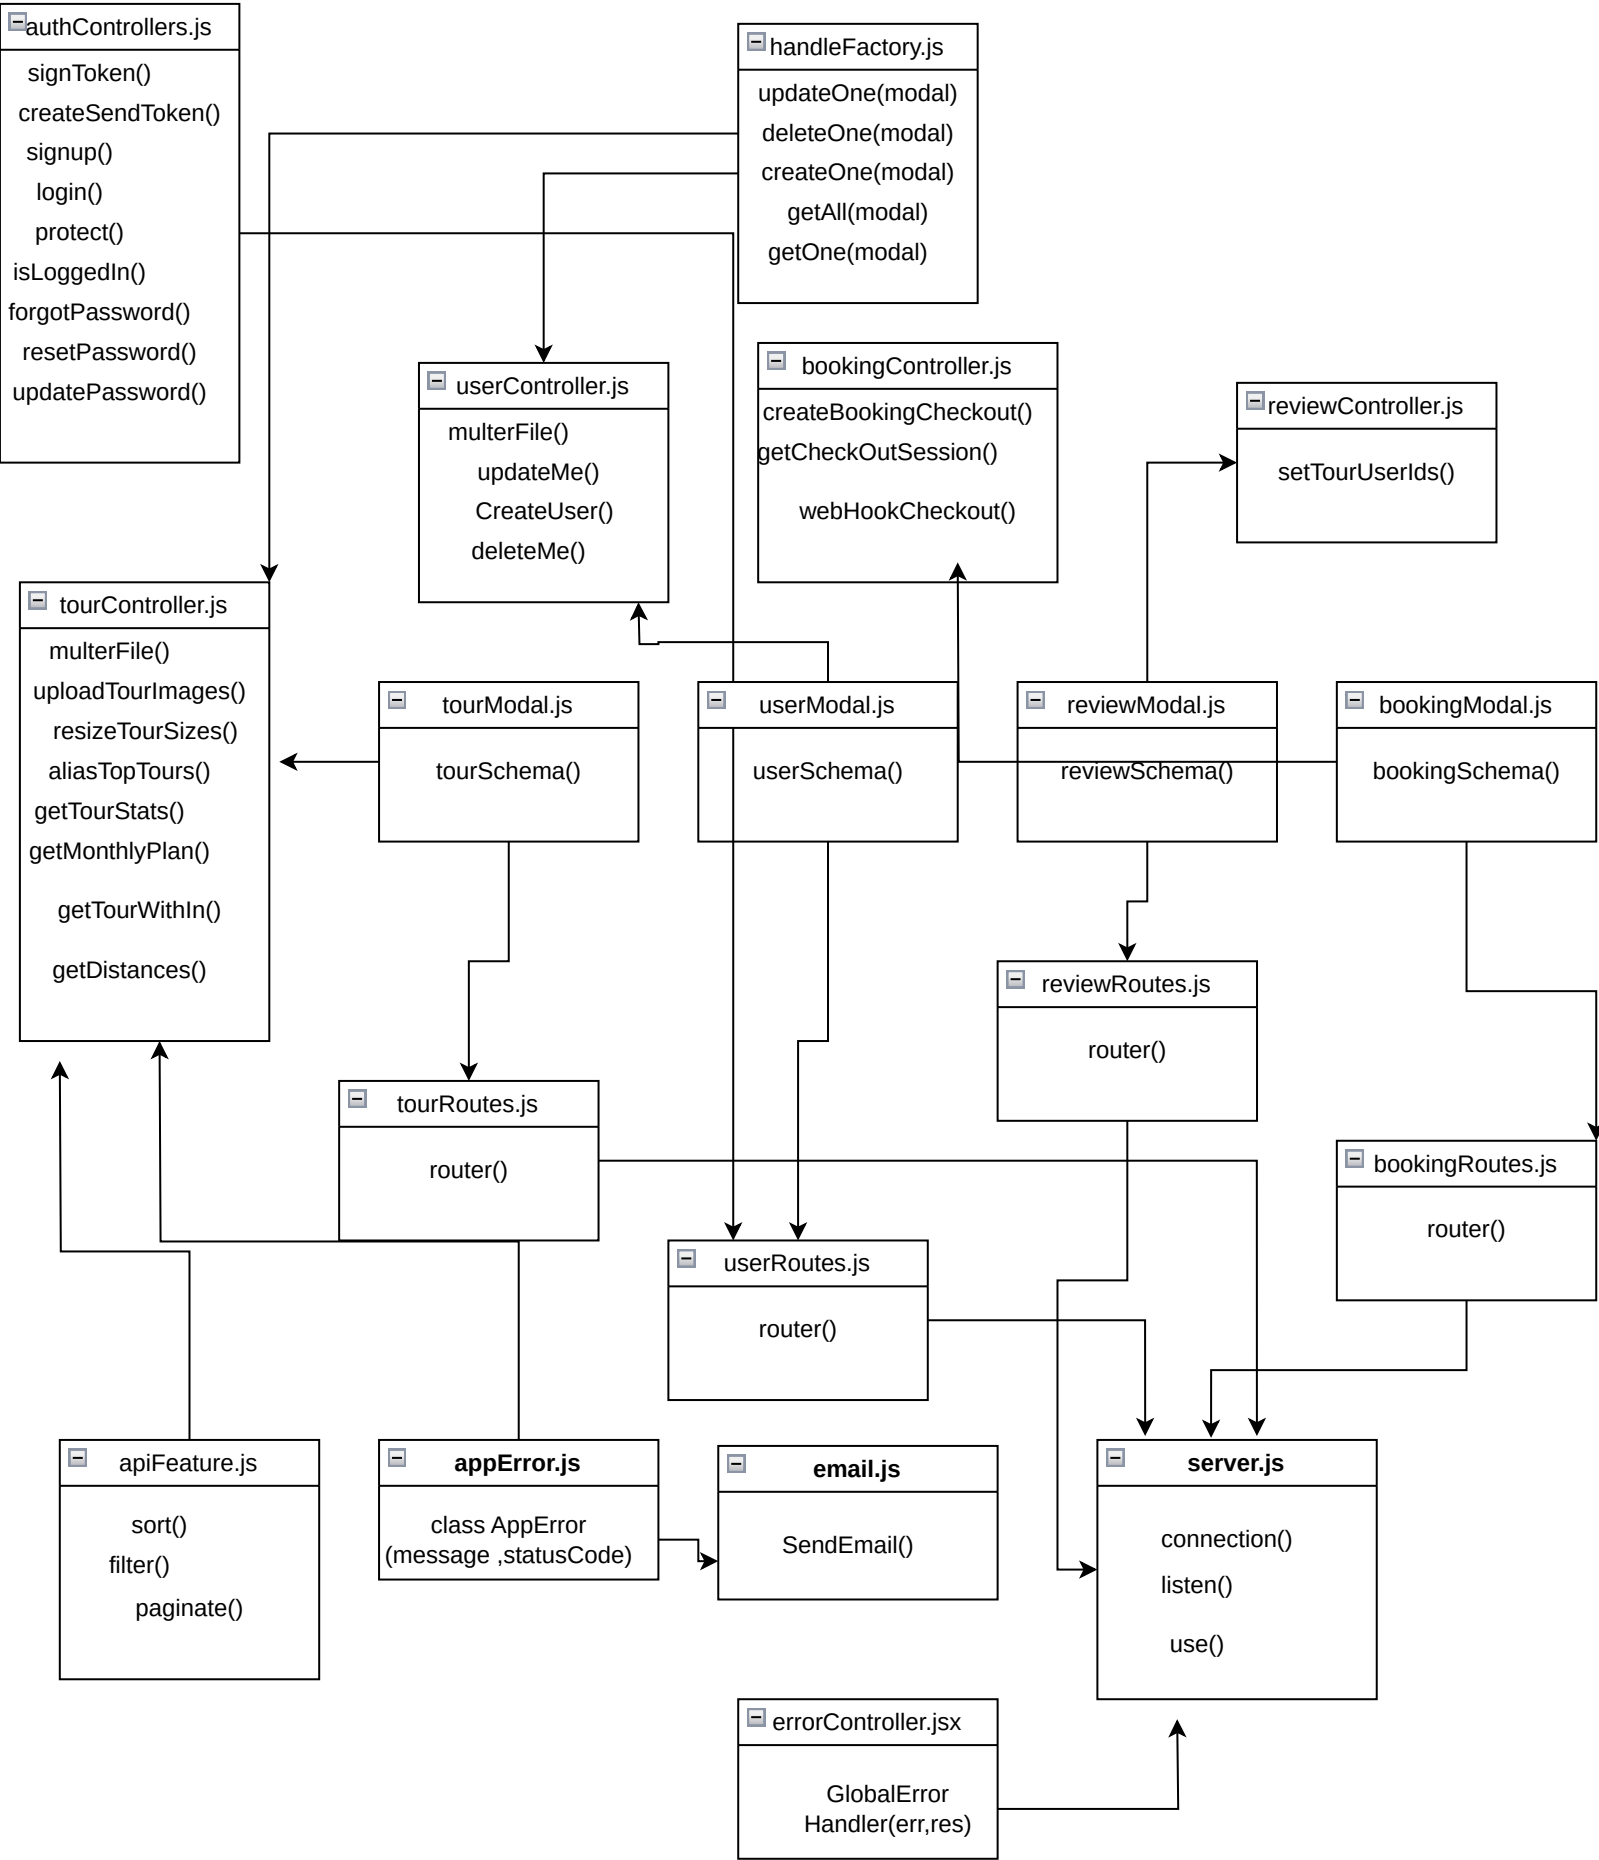 authControllers.js
signToken()
createSendToken()
signup()
login()
protect()
isLoggedIn()
forgotPassword()
resetPassword()
updatePassword()
handleFactory.js
updateOne(modal)
deleteOne(modal)
createOne(modal)
getAll(modal)
getOne(modal)
userController.js
multerFile()
updateMe()
CreateUser()
deleteMe()
bookingController.js
createBookingCheckout()
getCheckOutSession()
webHookCheckout()
reviewController.js
setTourUserIds()
tourController.js
multerFile()
uploadTourImages()
resizeTourSizes()
aliasTopTours()
getTourStats()
getMonthlyPlan()
getTourWithIn()
getDistances()
tourModal.js
tourSchema()
userModal.js
userSchema()
reviewModal.js
reviewSchema()
bookingModal.js
bookingSchema()
reviewRoutes.js
router()
tourRoutes.js
router()
bookingRoutes.js
router()
userRoutes.js
router()
apiFeature.js
sort()
filter()
paginate()
appError.js
class AppError
(message ,statusCode)
email.js
SendEmail()
server.js
connection()
listen()
use()
errorController.jsx
GlobalError
Handler(err,res)